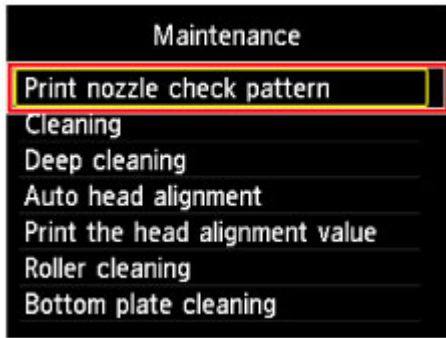 Maintenance
Print nozzle check pattern
Cleaning
Deep cleaning
Auto head alignment
Print the head alignment value
Roller cleaning
Bottom plate cleaning